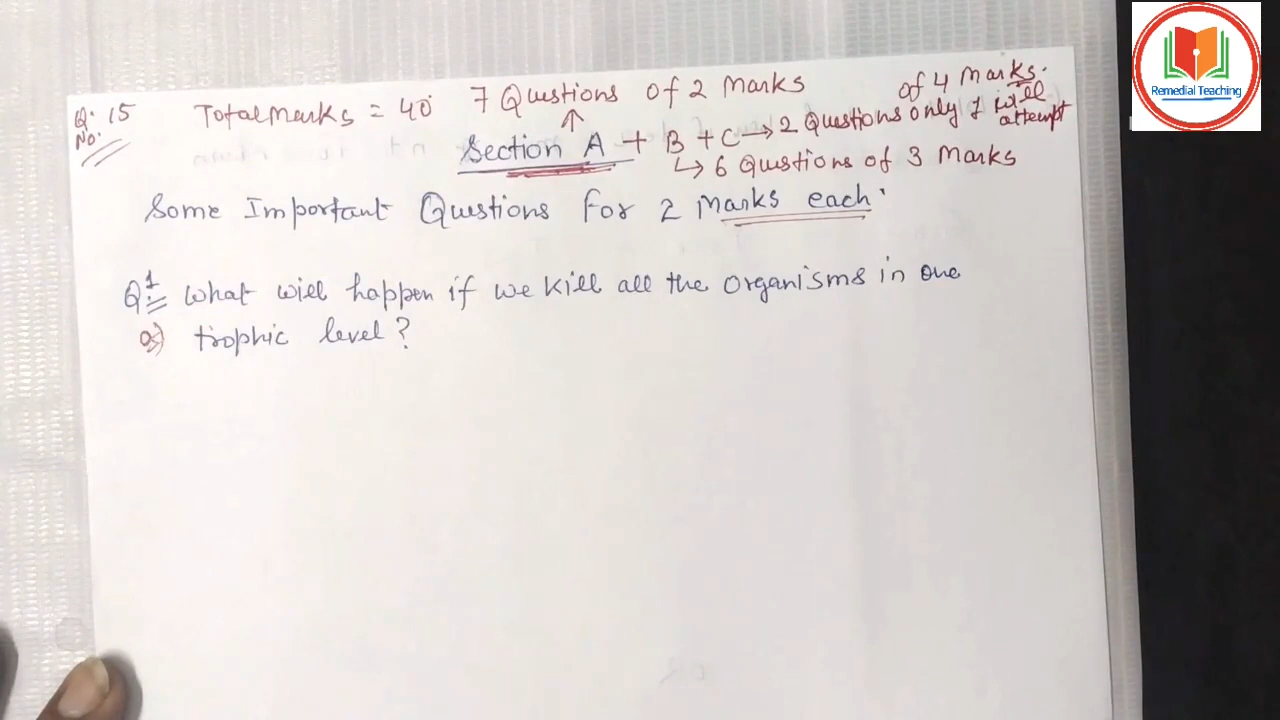 Q. 15
No.
Total Marks = 40
7 Questions of 2 Marks
of 4 Marks.
Section A + B + C → 2 Questions only 1 will attempt
↳ 6 Questions of 3 Marks
Some Important Questions for 2 Marks each
Q.1 What will happen if we kill all the organisms in one
trophic level?
Remedial Teaching